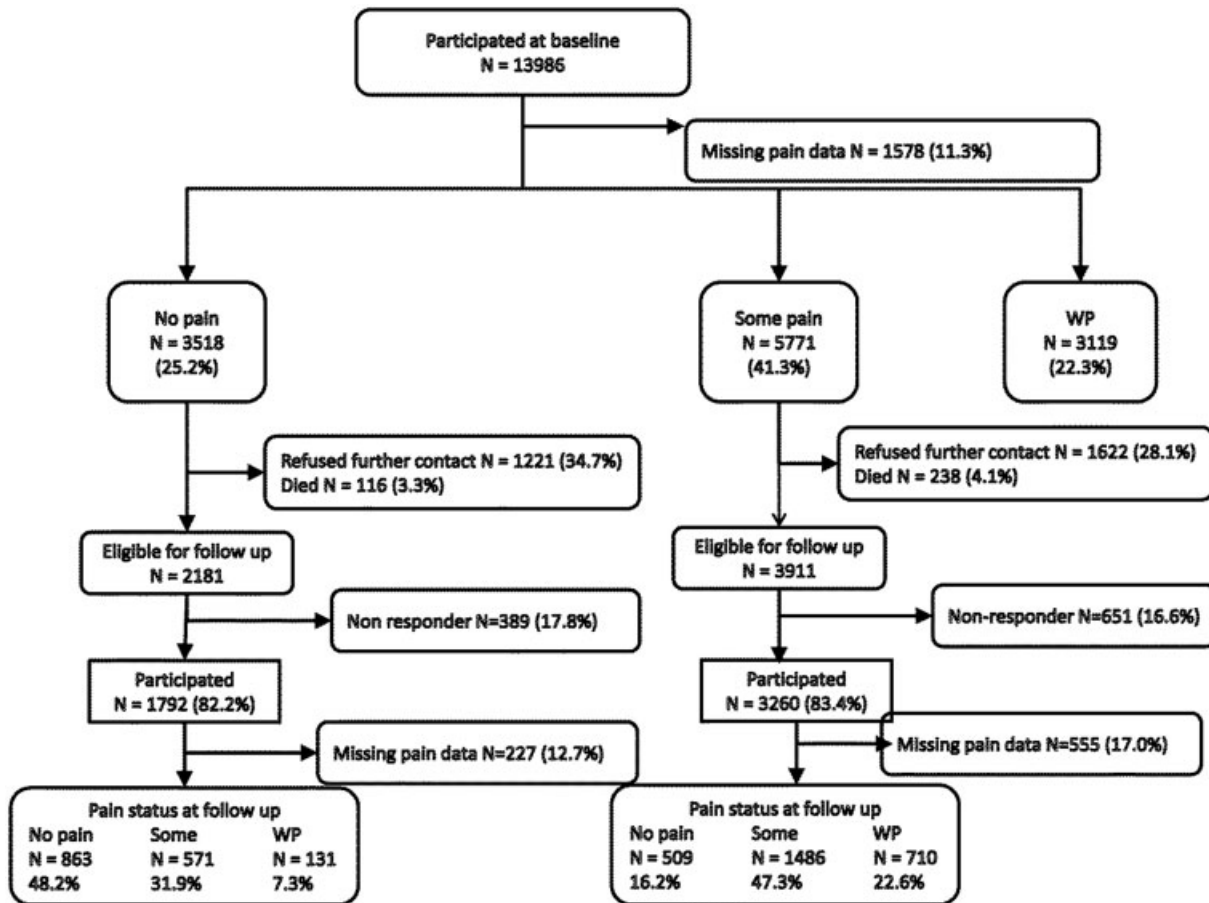 Participated at baseline
N = 13986
Missing pain data N = 1578 (11.3%)
No pain
N = 3518
(25.2%)
Some pain
N = 5771
(41.3%)
WP
N = 3119
(22.3%)
Refused further contact N = 1221 (34.7%)
Died N = 116 (3.3%)
Refused further contact N = 1622 (28.1%)
Died N = 238 (4.1%)
Eligible for follow up
N = 2181
Eligible for follow up
N = 3911
Non responder N=389 (17.8%)
Non-responder N=651 (16.6%)
Participated
N = 1792 (82.2%)
Participated
N = 3260 (83.4%)
Missing pain data N=227 (12.7%)
Missing pain data N=555 (17.0%)
Pain status at follow up
No pain Some WP
N = 863 N = 571 N = 131
48.2% 31.9% 7.3%
Pain status at follow up
No pain Some WP
N = 509 N = 1486 N = 710
16.2% 47.3% 22.6%